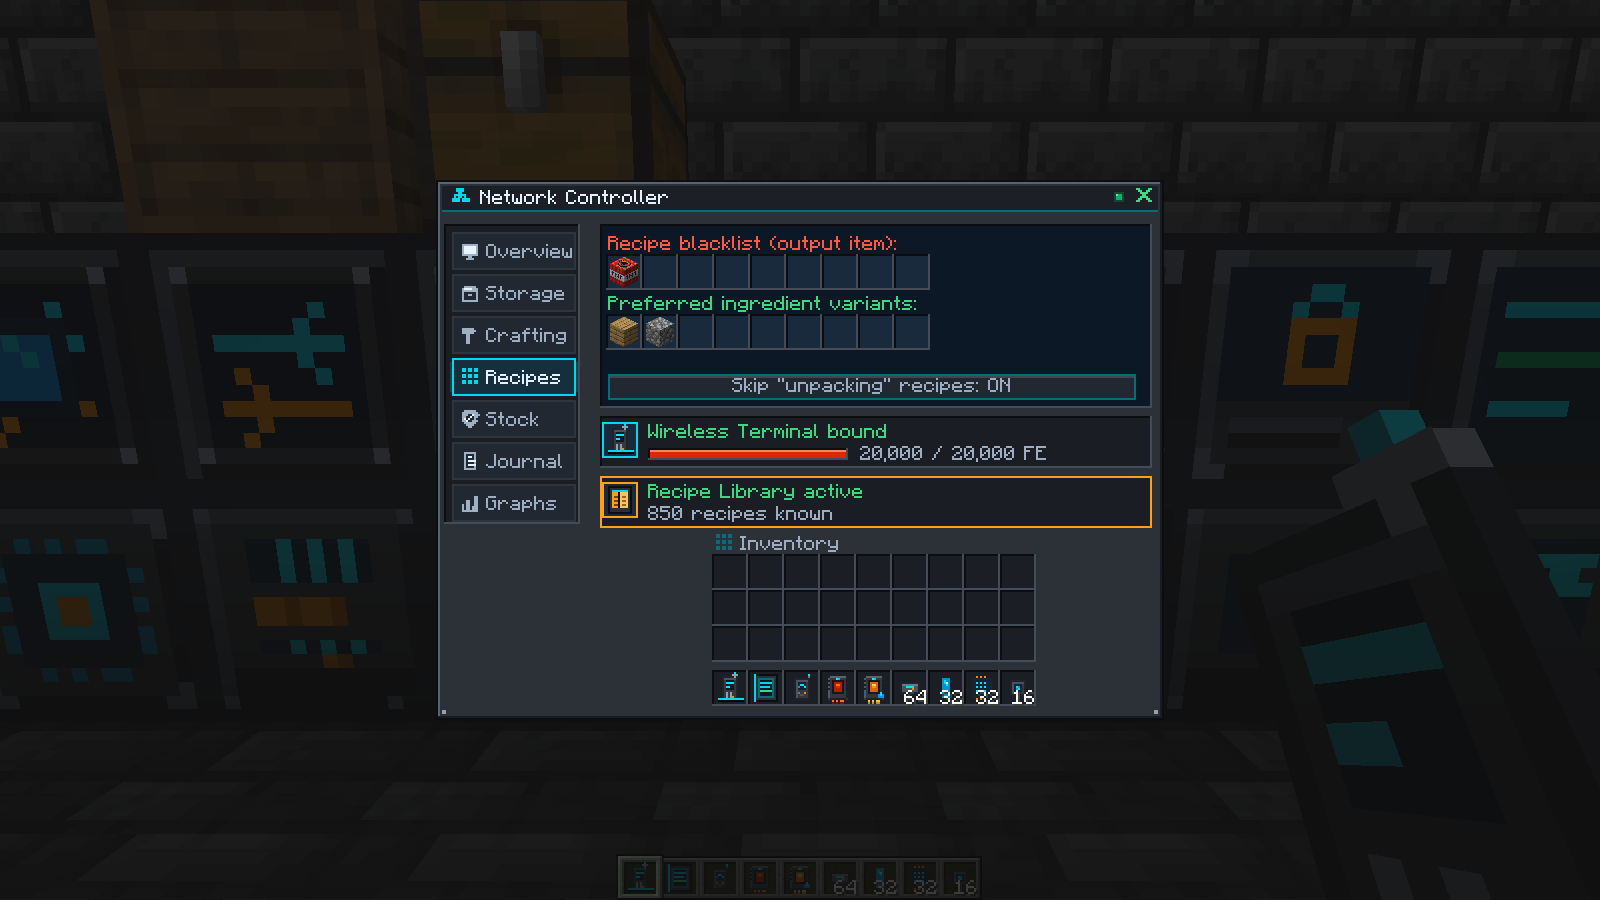 Network Controller
Overview
Storage
Crafting
Recipes
Stock
Journal
Graphs
Recipe blacklist (output item):
Preferred ingredient variants:
Skip "unpacking" recipes: ON
Wireless Terminal bound
20,000 / 20,000 FE
Recipe Library active
850 recipes known
Inventory
64 32 32 16
64 32 32 16